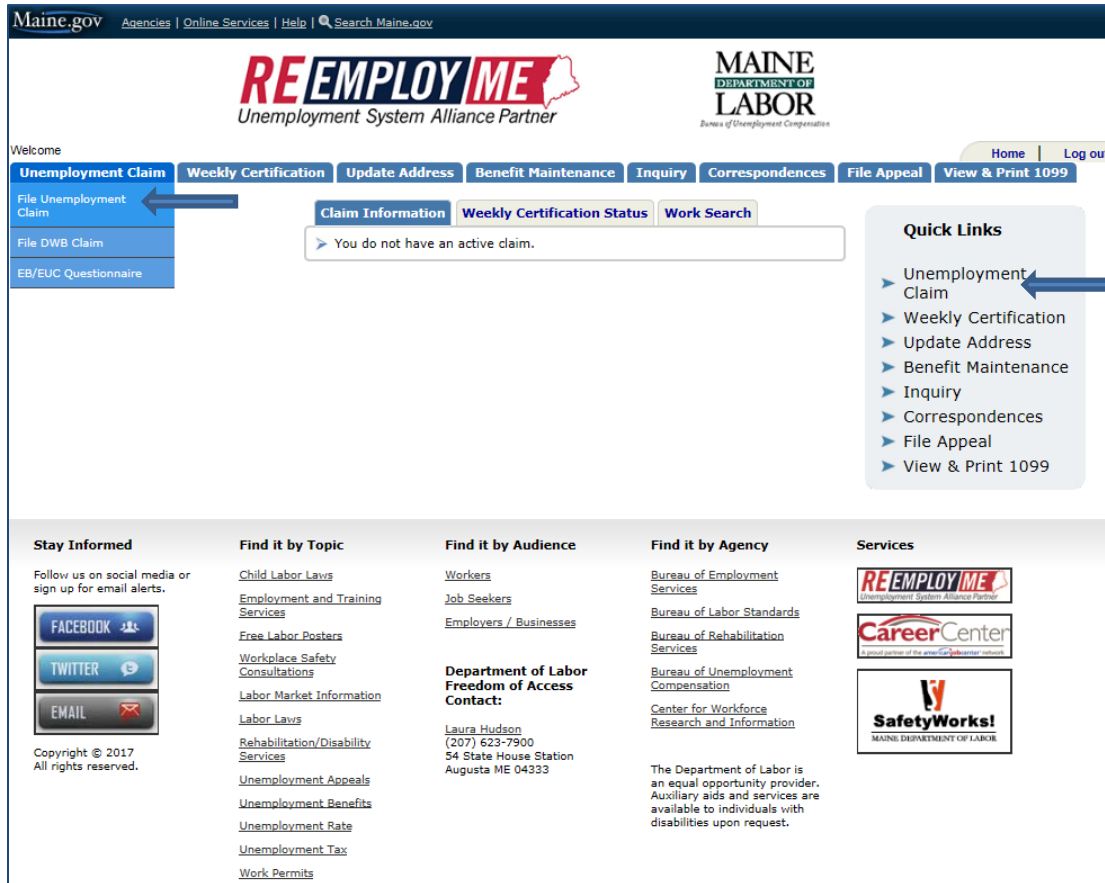 Maine.gov Agencies | Online Services | Help | Search Maine.gov
REEMPLOYME
Unemployment System Alliance Partner
MAINE
DEPARTMENT OF
LABOR
Bureau of Unemployment Compensation
Welcome
Home | Log out
Unemployment Claim Weekly Certification Update Address Benefit Maintenance Inquiry Correspondences File Appeal View & Print 1099
File Unemployment
Claim
File DWB Claim
EB/EUC Questionnaire
Claim Information Weekly Certification Status Work Search
You do not have an active claim.
Quick Links
Unemployment
Claim
Weekly Certification
Update Address
Benefit Maintenance
Inquiry
Correspondences
File Appeal
View & Print 1099
Stay Informed
Follow us on social media or
sign up for email alerts.
FACEBOOK
TWITTER
EMAIL
Copyright © 2017
All rights reserved.
Find it by Topic
Child Labor Laws
Employment and Training
Services
Free Labor Posters
Workplace Safety
Consultations
Labor Market Information
Labor Laws
Rehabilitation/Disability
Services
Unemployment Appeals
Unemployment Benefits
Unemployment Rate
Unemployment Tax
Work Permits
Find it by Audience
Workers
Job Seekers
Employers / Businesses
Department of Labor
Freedom of Access
Contact:
Laura Hudson
(207) 623-7900
54 State House Station
Augusta ME 04333
Find it by Agency
Bureau of Employment
Services
Bureau of Labor Standards
Bureau of Rehabilitation
Services
Bureau of Unemployment
Compensation
Center for Workforce
Research and Information
The Department of Labor is
an equal opportunity provider.
Auxiliary aids and services are
available to individuals with
disabilities upon request.
Services
REEMPLOYME
Unemployment System Alliance Partner
CareerCenter
A proud partner of the americanjobcenter network
SafetyWorks!
MAINE DEPARTMENT OF LABOR